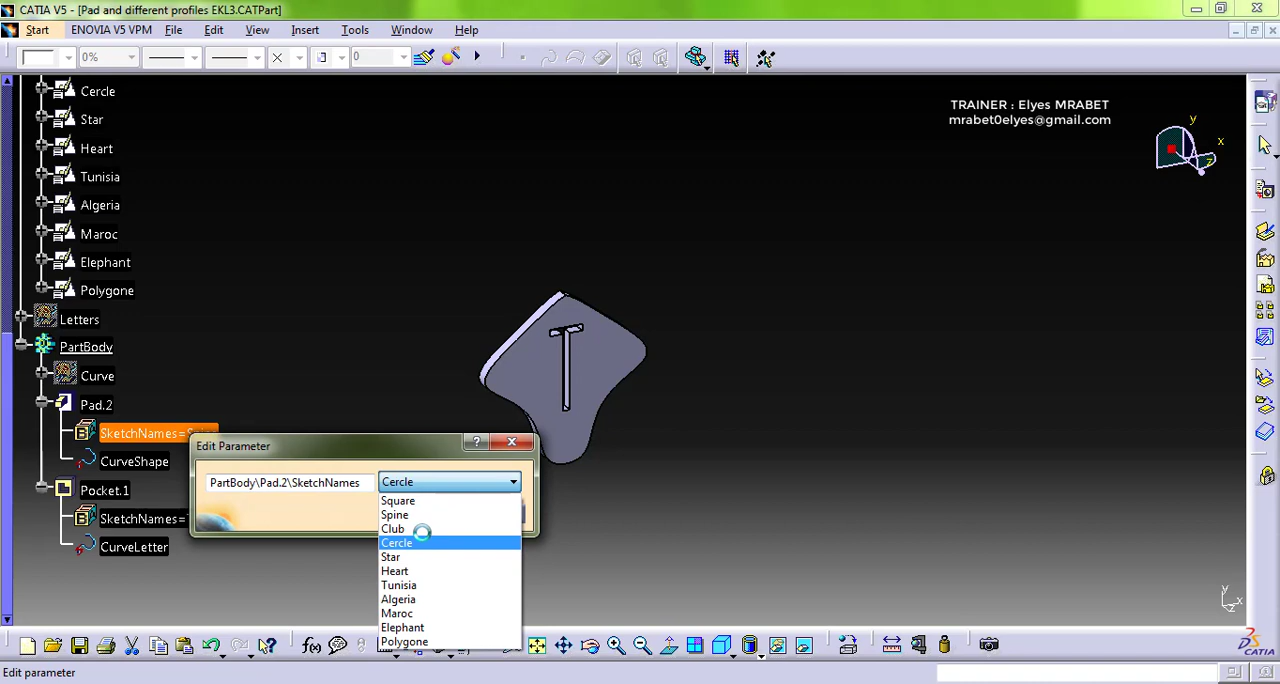 CATIA V5 - [Pad and different profiles EKL3.CATPart]
Start ENOVIA V5 VPM File Edit View Insert Tools Window Help
0% 0
Cercle
Star
Heart
Tunisia
Algeria
Maroc
Elephant
Polygone
Letters
PartBody
Curve
Pad.2
SketchNames=Spine
CurveShape
Pocket.1
SketchNames=
CurveLetter
TRAINER : Elyes MRABET
mrabet0elyes@gmail.com
y
x
z
Edit Parameter
PartBody\Pad.2\SketchNames Cercle
Square
Spine
Club
Cercle
Star
Heart
Tunisia
Algeria
Maroc
Elephant
Polygone
y
x
z
f(x)
CATIA
Edit parameter